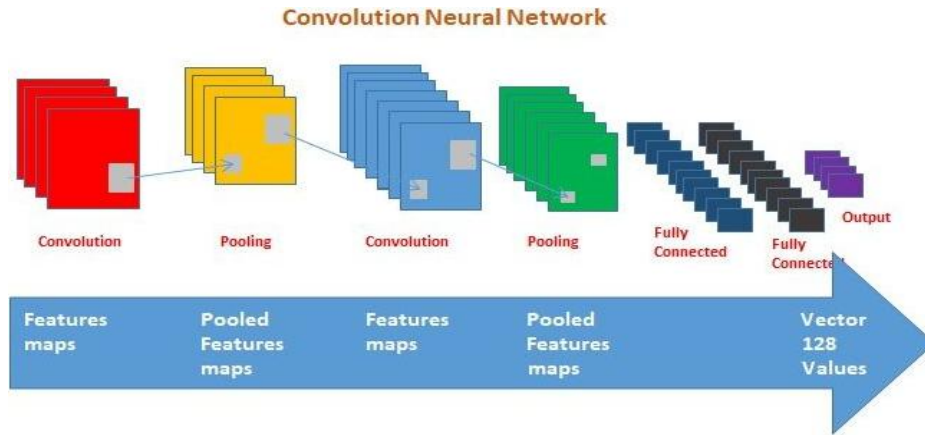 Convolution Neural Network
Convolution
Pooling
Convolution
Pooling
Fully
Connected
Fully
Connected
Output
Features
maps
Pooled
Features
maps
Features
maps
Pooled
Features
maps
Vector
128
Values